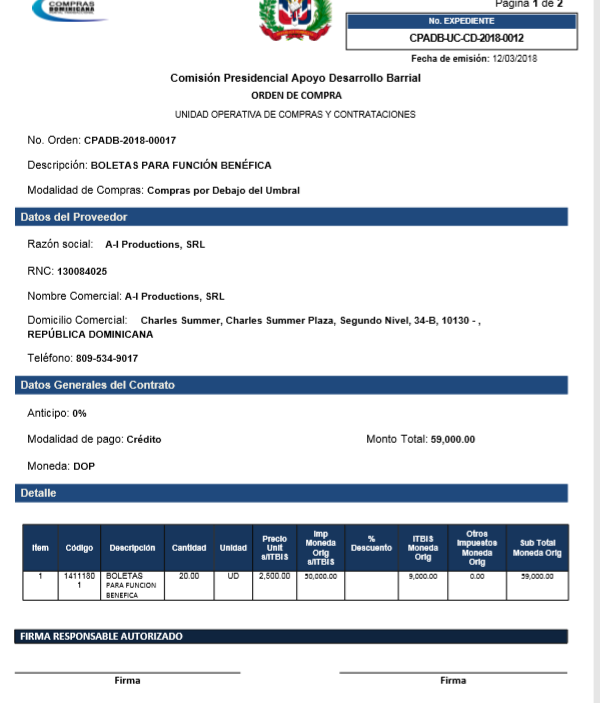 COMPRAS
DOMINICANA
Página 1 de 2
No. EXPEDIENTE
CPADB-UC-CD-2018-0012
Fecha de emisión: 12/03/2018
Comisión Presidencial Apoyo Desarrollo Barrial
ORDEN DE COMPRA
UNIDAD OPERATIVA DE COMPRAS Y CONTRATACIONES
No. Orden: CPADB-2018-00017
Descripción: BOLETAS PARA FUNCIÓN BENÉFICA
Modalidad de Compras: Compras por Debajo del Umbral
Datos del Proveedor
Razón social: A-I Productions, SRL
RNC: 130084025
Nombre Comercial: A-I Productions, SRL
Domicilio Comercial: Charles Summer, Charles Summer Plaza, Segundo Nivel, 34-B, 10130 - ,
REPÚBLICA DOMINICANA
Teléfono: 809-534-9017
Datos Generales del Contrato
Anticipo: 0%
Modalidad de pago: Crédito Monto Total: 59,000.00
Moneda: DOP
Detalle
Item Código Descripción Cantidad Unidad Precio Unit s/ITBIS Imp Moneda Orig s/ITBIS % Descuento ITBIS Moneda Orig Otros Impuestos Moneda Orig Sub Total Moneda Orig
1 14111801 BOLETAS PARA FUNCION BENEFICA 20.00 UD 2,500.00 50,000.00 9,000.00 0.00 59,000.00
FIRMA RESPONSABLE AUTORIZADO
Firma Firma